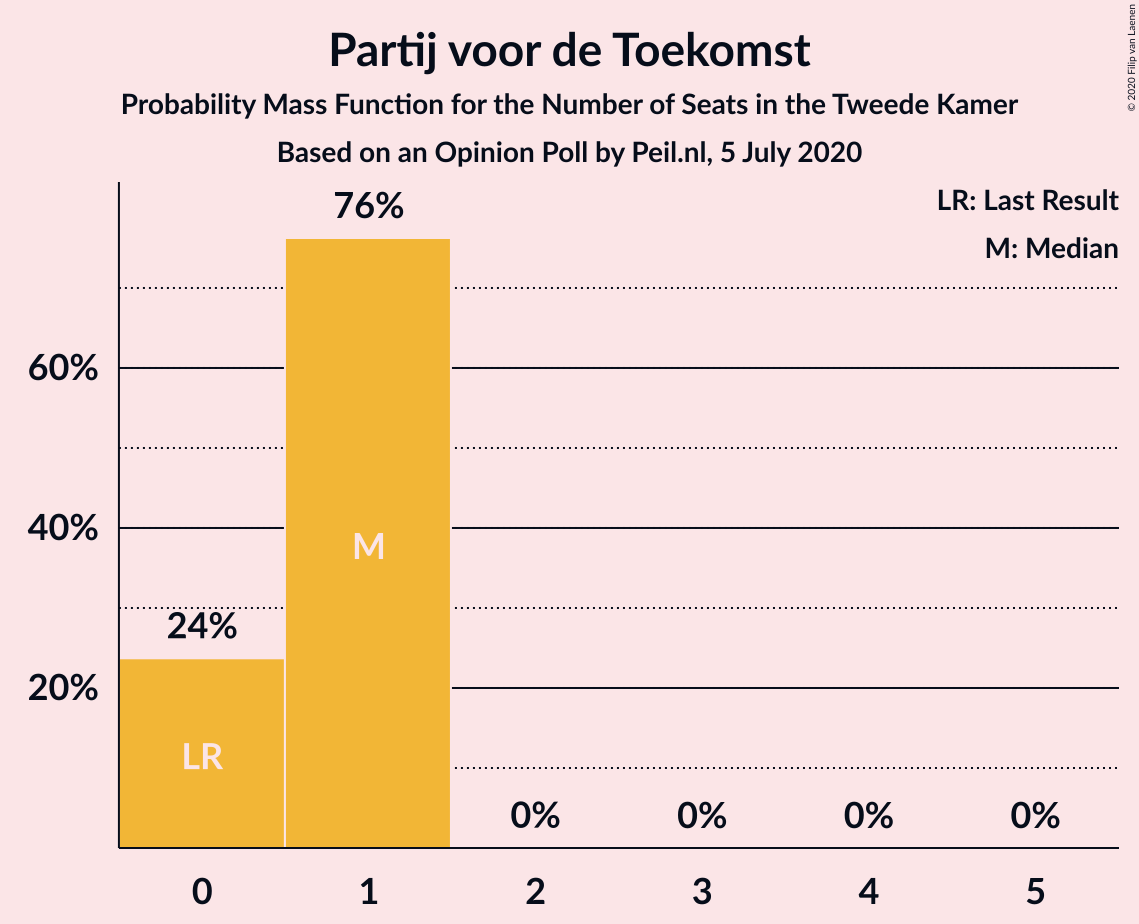 Partij voor de Toekomst
Probability Mass Function for the Number of Seats in the Tweede Kamer
Based on an Opinion Poll by Peil.nl, 5 July 2020
© 2020 Filip van Laenen
LR: Last Result
M: Median
76%
60%
40%
M
24%
20%
LR
0% 0% 0% 0%
0 1 2 3 4 5